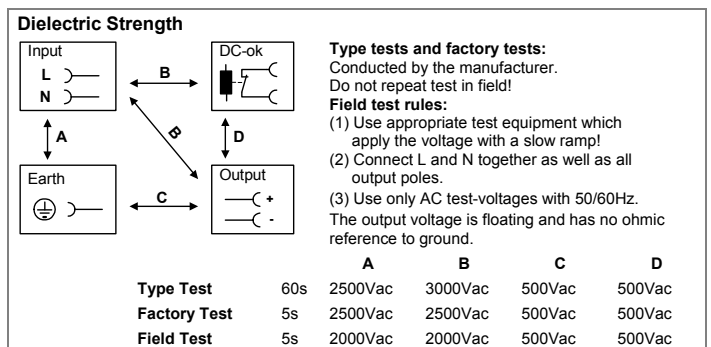 Dielectric Strength
Input
L
N
B
DC-ok
A
B
D
Earth
C
Output
+
-
Type tests and factory tests:
Conducted by the manufacturer.
Do not repeat test in field!
Field test rules:
(1) Use appropriate test equipment which
apply the voltage with a slow ramp!
(2) Connect L and N together as well as all
output poles.
(3) Use only AC test-voltages with 50/60Hz.
The output voltage is floating and has no ohmic
reference to ground.
A B C D
Type Test 60s 2500Vac 3000Vac 500Vac 500Vac
Factory Test 5s 2500Vac 2500Vac 500Vac 500Vac
Field Test 5s 2000Vac 2000Vac 500Vac 500Vac